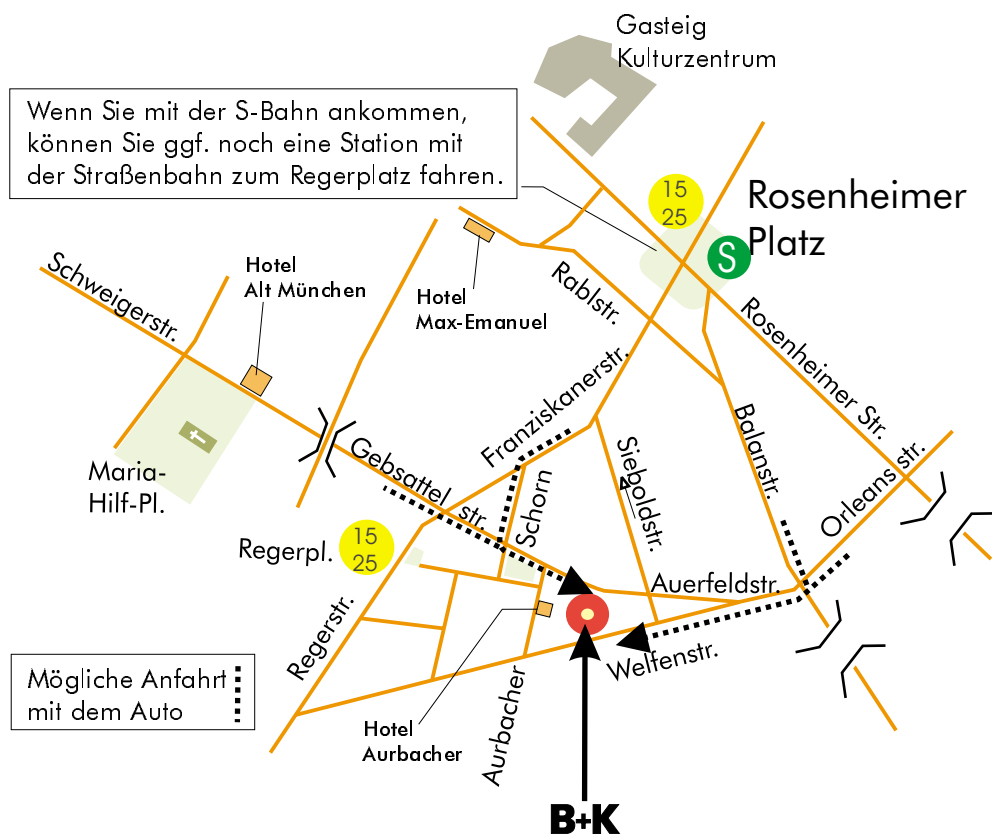 Gasteig
Kulturzentrum
Wenn Sie mit der S-Bahn ankommen,
können Sie ggf. noch eine Station mit
der Straßenbahn zum Regerplatz fahren.
15
25
Rosenheimer
Platz
S
Schweigerstr.
Hotel
Alt München
Hotel
Max-Emanuel
Rablstr.
Rosenheimer Str.
Franziskanerstr.
Balanstr.
Orleans str.
Sieboldstr.
Gebsattel str.
Schorn
Maria-
Hilf-Pl.
Regerpl.
15
25
Auerfeldstr.
Regerstr.
Welfenstr.
Aurbacher
Mögliche Anfahrt
mit dem Auto
Hotel
Aurbacher
B+K